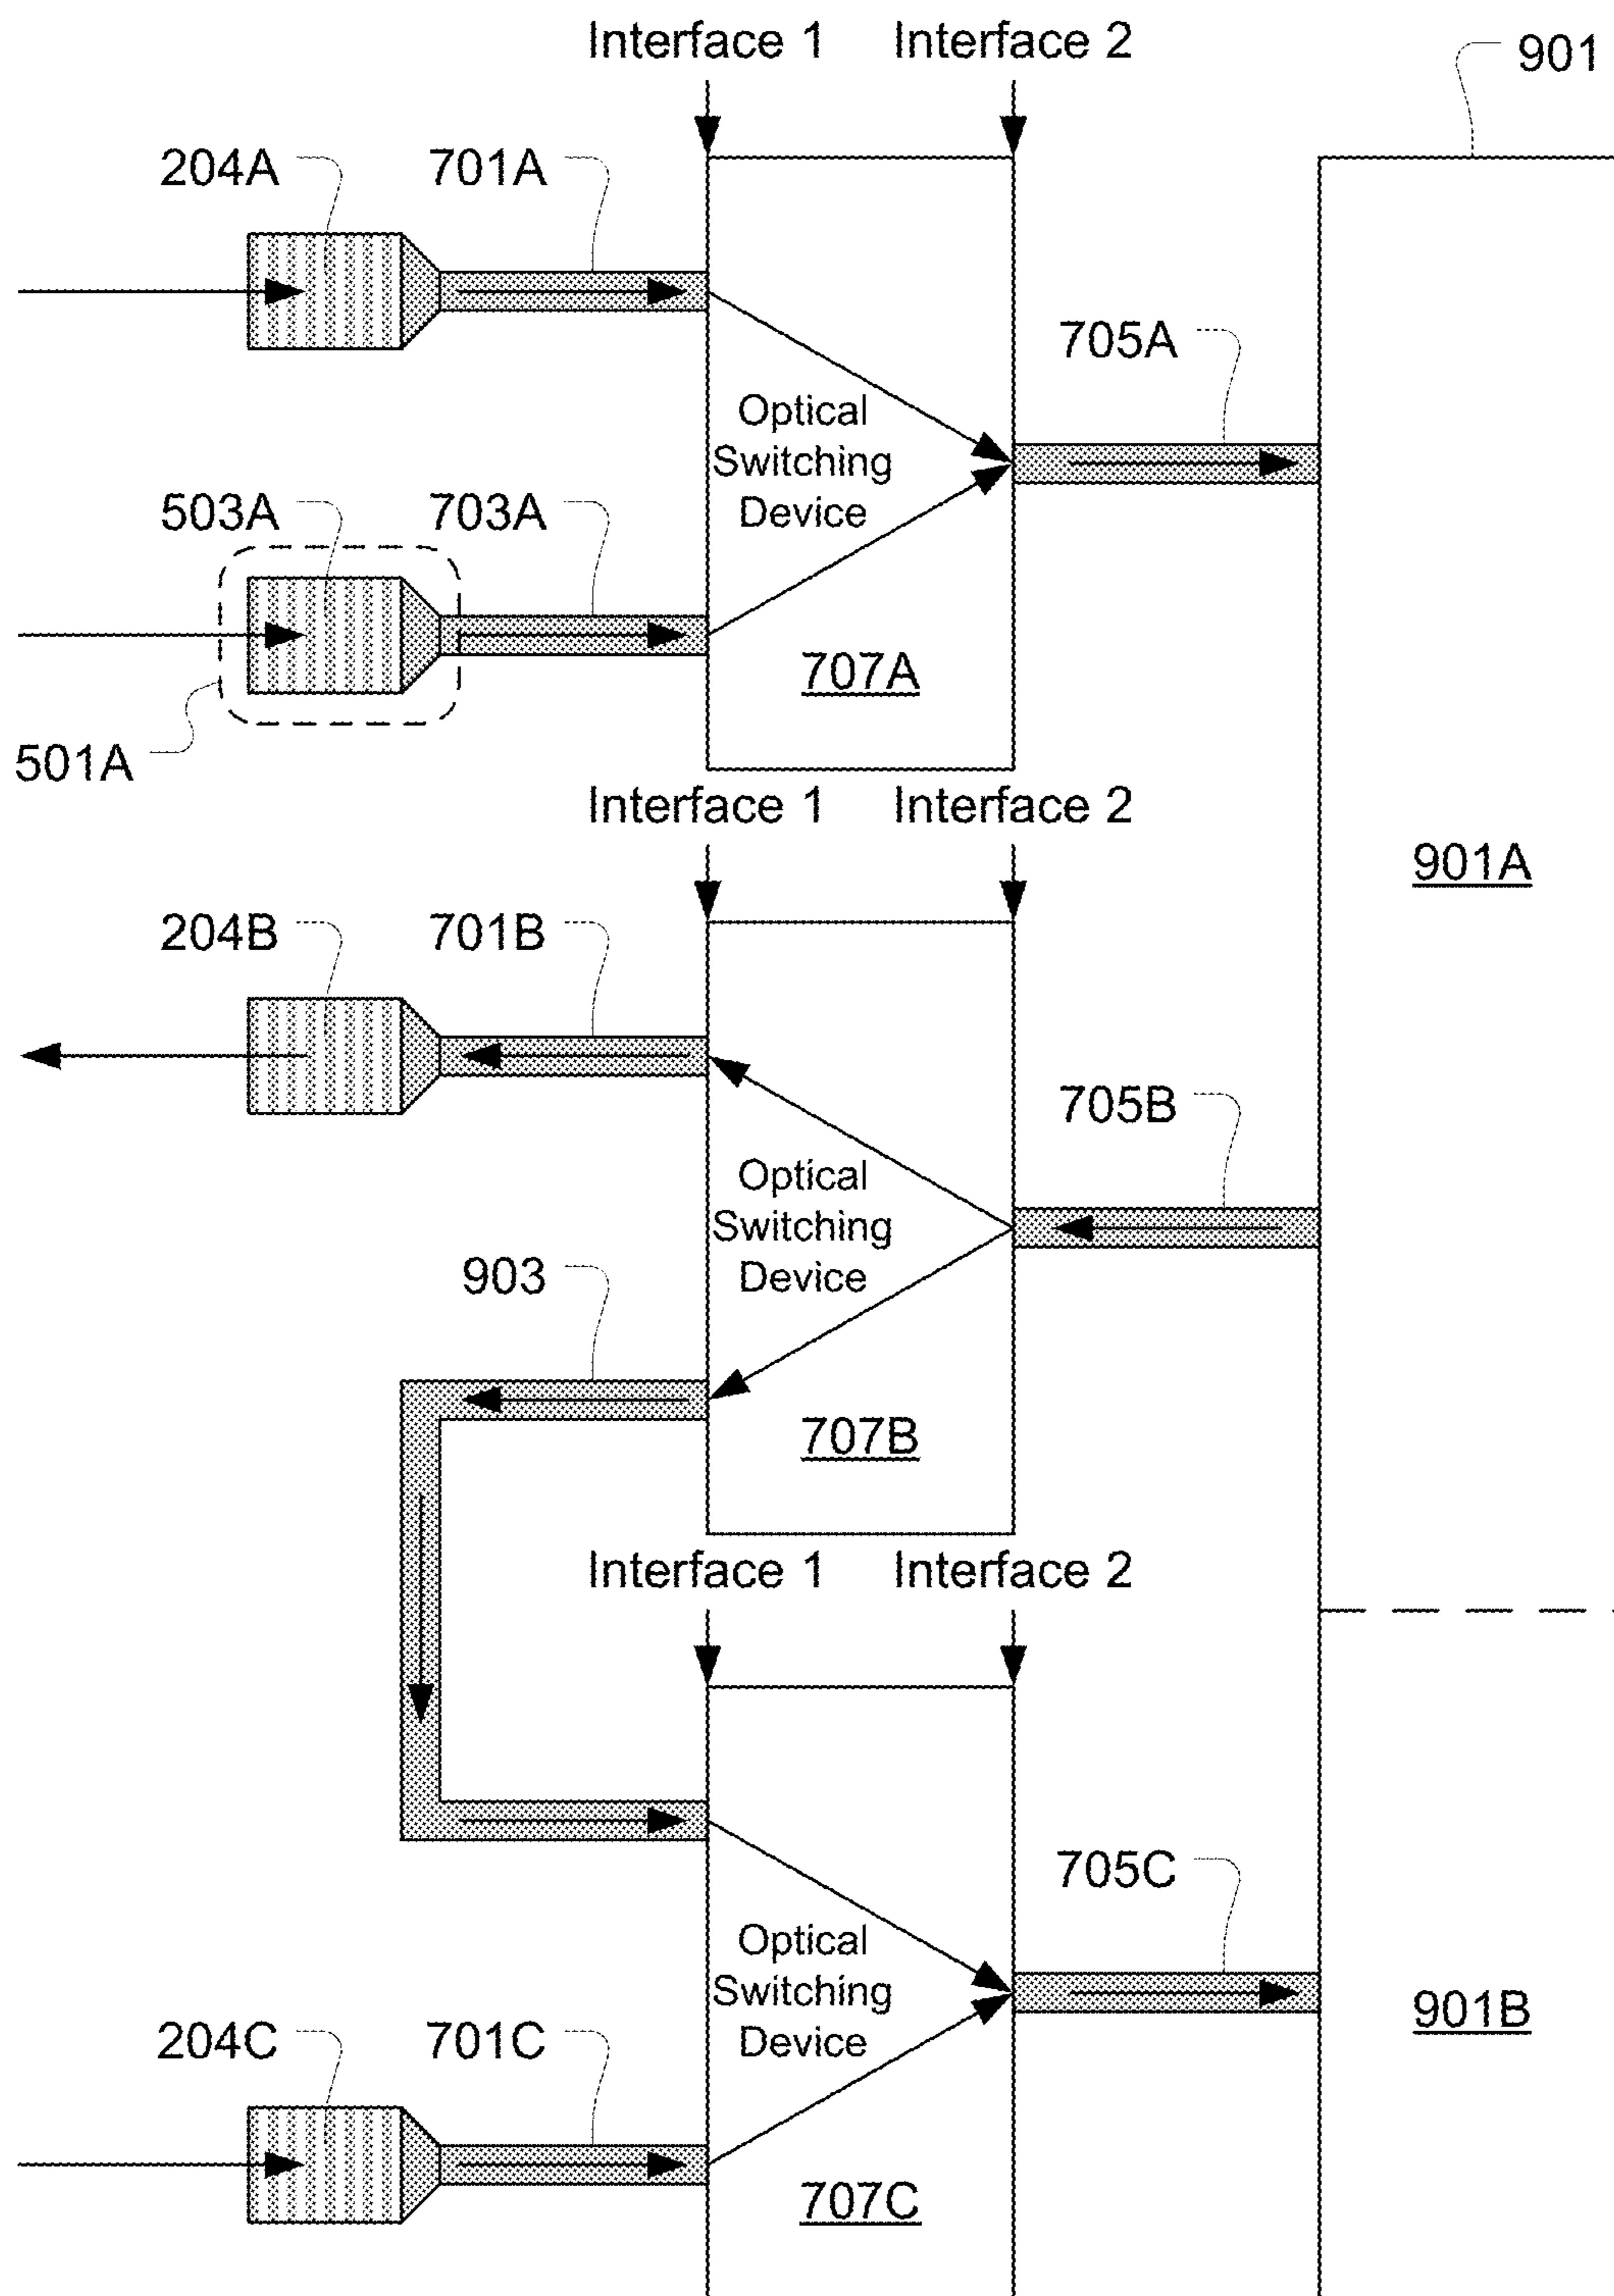 Interface 1 Interface 2
901
204A 701A
705A
Optical
Switching
Device
503A 703A
707A
501A
Interface 1 Interface 2
901A
204B 701B
705B
Optical
Switching
Device
903
707B
Interface 1 Interface 2
705C
Optical
Switching
Device
901B
204C 701C
707C